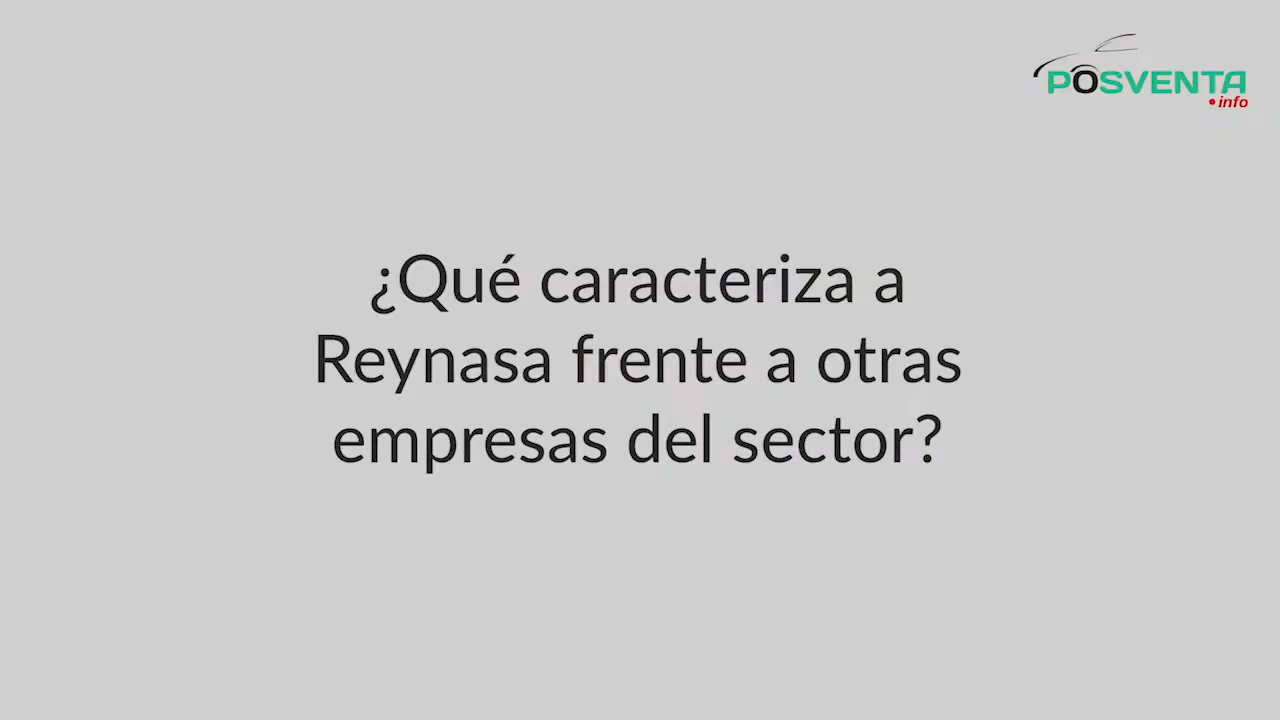 POSVENTA
info
¿Qué caracteriza a
Reynasa frente a otras
empresas del sector?